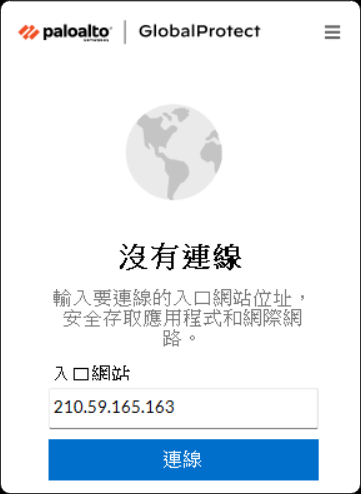 paloalto NETWORKS | GlobalProtect
沒有連線
輸入要連線的入口網站位址，
安全存取應用程式和網際網
路。
入口網站
210.59.165.163
連線